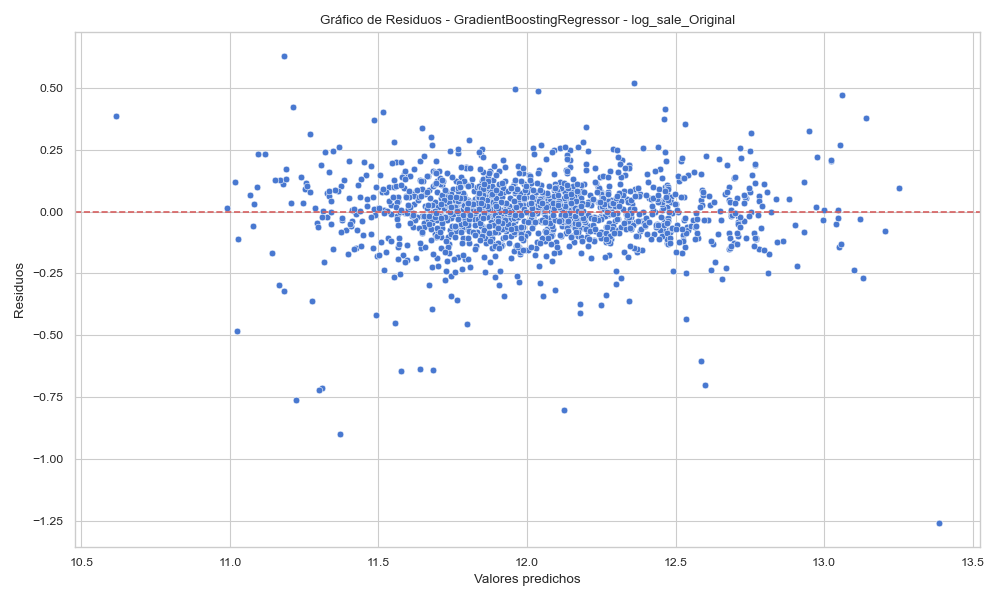 Gráfico de Residuos - GradientBoostingRegressor - log_sale_Original
Residuos
0.50
0.25
0.00
−0.25
−0.50
−0.75
−1.00
−1.25
10.5 11.0 11.5 12.0 12.5 13.0 13.5
Valores predichos